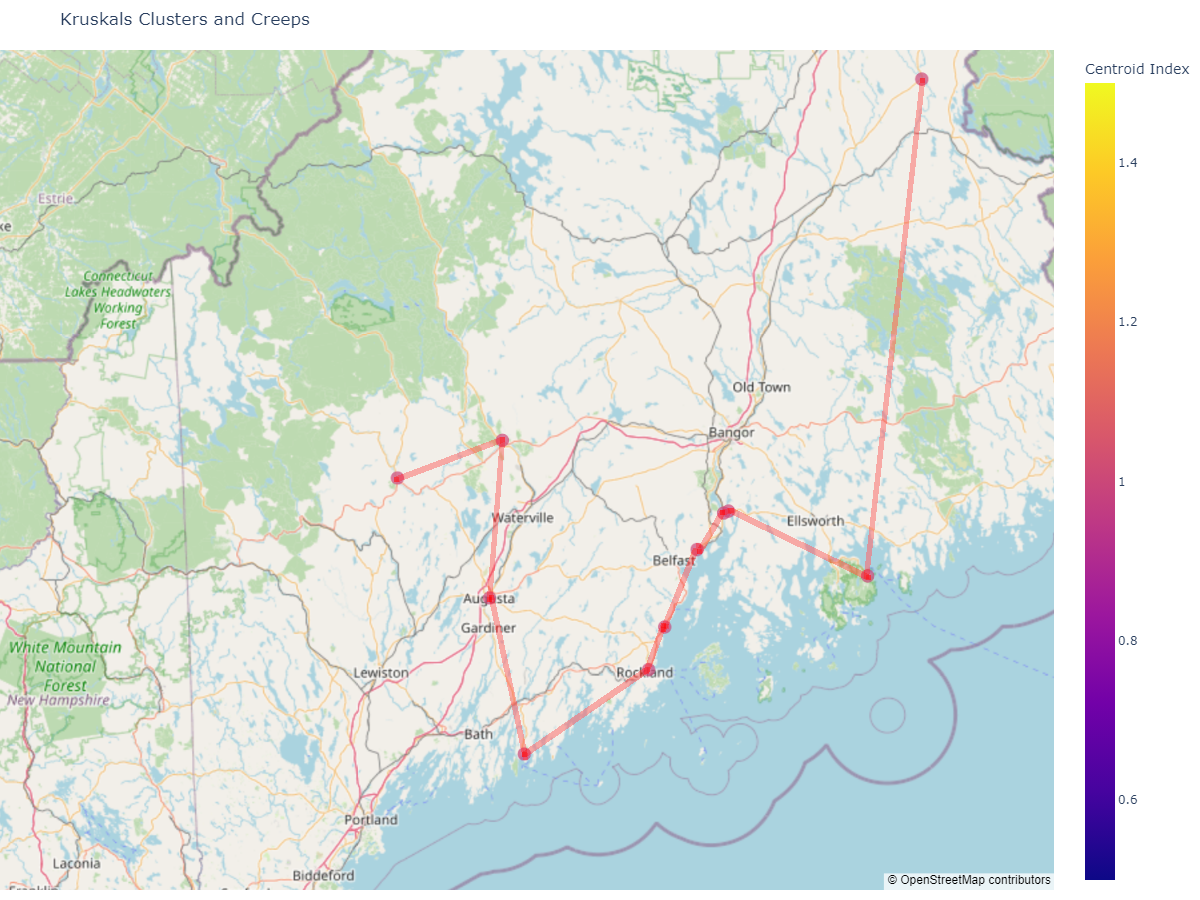 Kruskals Clusters and Creeps
Centroid Index
1.4
1.2
1
0.8
0.6
Estrie
ke
Connecticut
Lakes Headwaters
Working
Forest
Old Town
Bangor
Waterville
Ellsworth
Belfast
Augusta
Gardiner
White Mountain
National
Forest
New Hampshire
Lewiston
Rockland
Bath
Portland
Laconia
Biddeford
© OpenStreetMap contributors